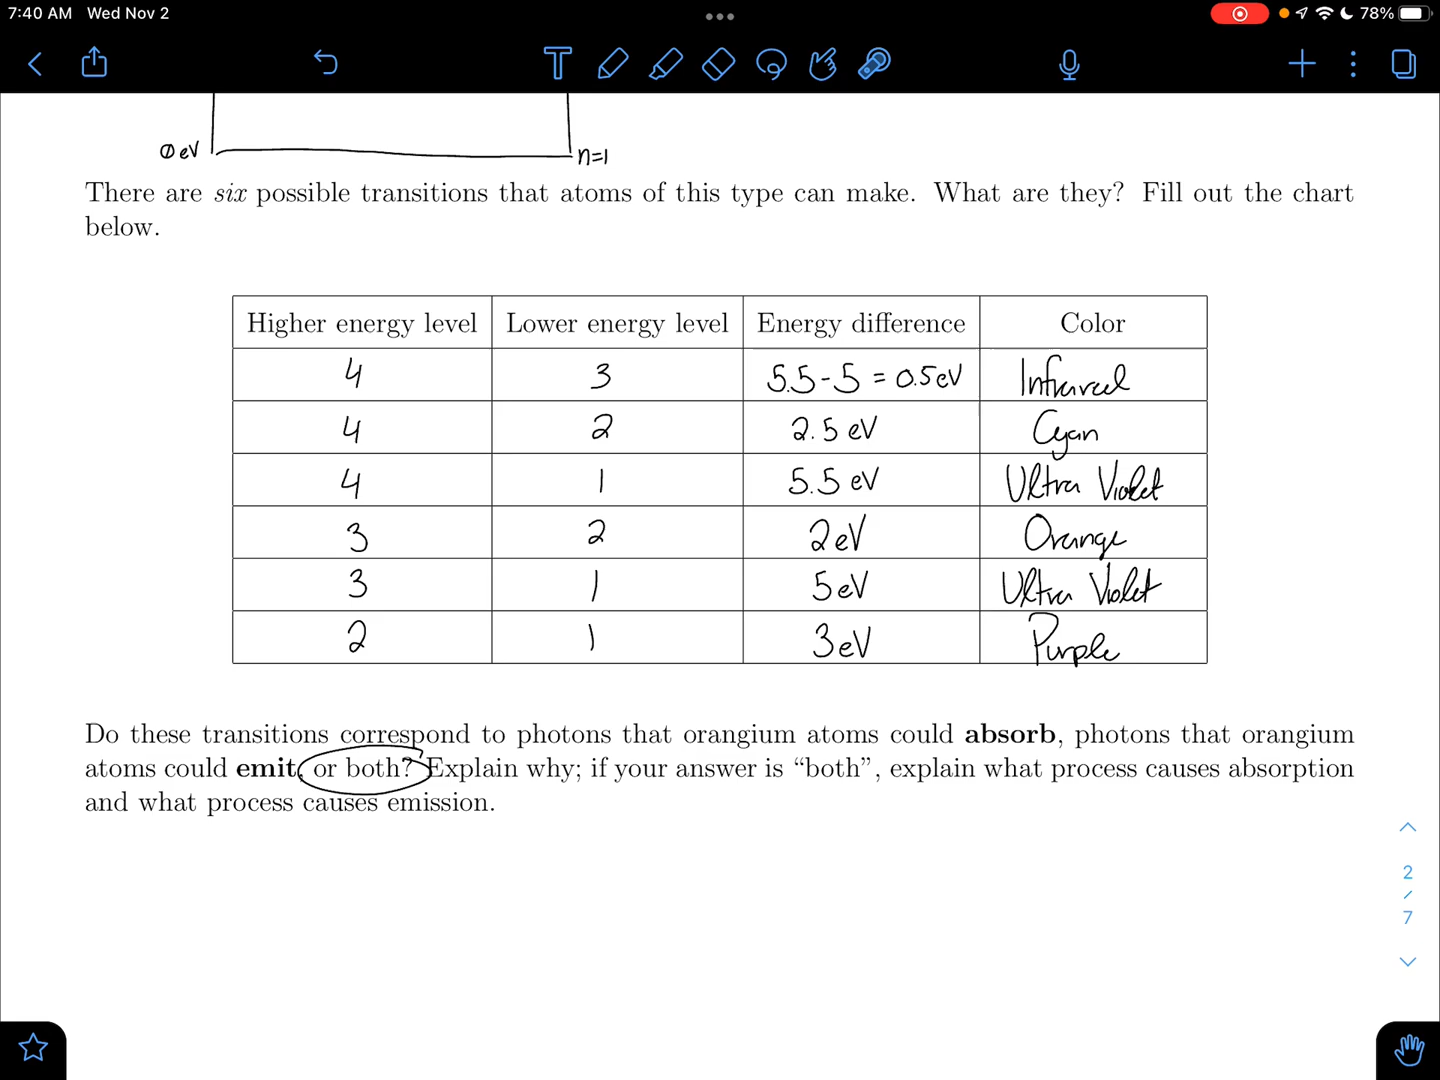 7:40 AM Wed Nov 2
78%
0 eV
n=1
There are six possible transitions that atoms of this type can make. What are they? Fill out the chart
below.
Higher energy level Lower energy level Energy difference Color
4 3 5.5-5 = 0.5eV Infrared
4 2 2.5 eV Cyan
4 1 5.5 eV Ultra Violet
3 2 2eV Orange
3 1 5eV Ultra Violet
2 1 3eV Purple
Do these transitions correspond to photons that orangium atoms could absorb, photons that orangium
atoms could emit, or both? Explain why; if your answer is “both”, explain what process causes absorption
and what process causes emission.
2
/
7